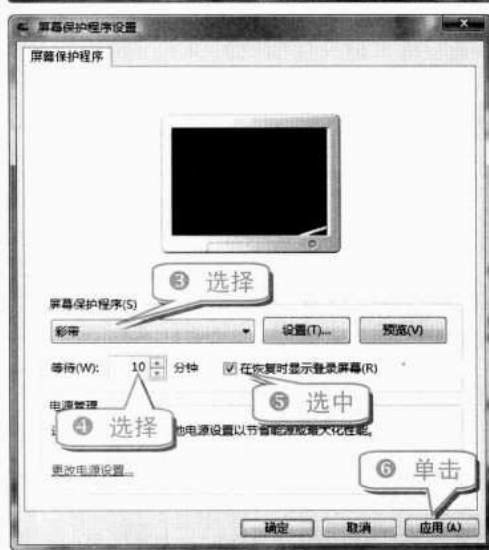 屏幕保护程序设置
屏幕保护程序
❸ 选择
屏幕保护程序(S)
彩带 设置(T)... 预览(V)
等待(W): 10 分钟 在恢复时显示登录屏幕(R)
❺ 选中
电源管理
❹ 选择
电源设置以节省能源或最大化性能。
更改电源设置...
❻ 单击
确定 取消 应用(A)